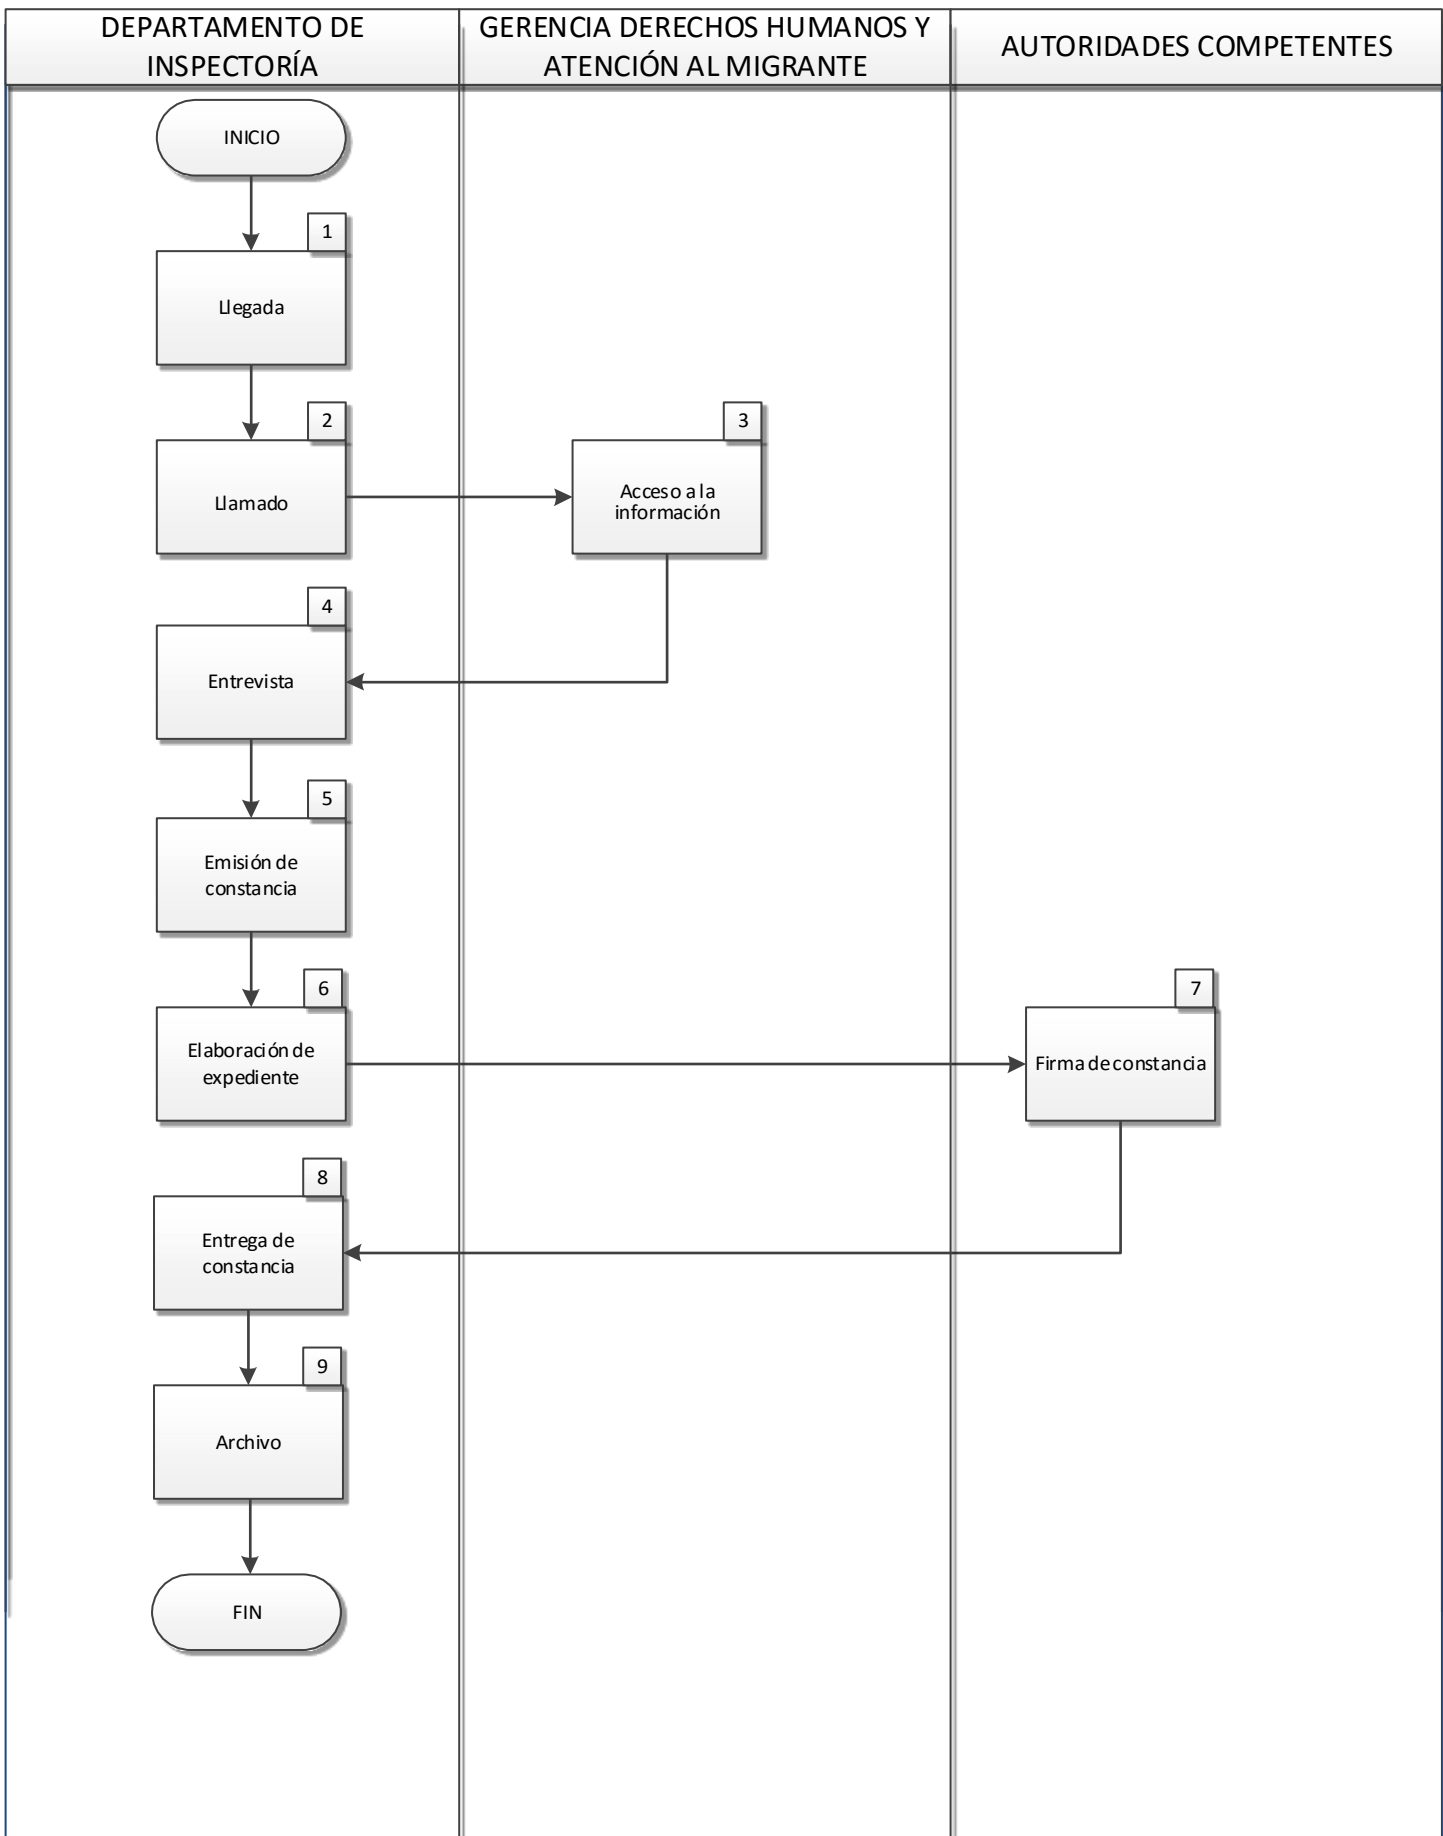 DEPARTAMENTO DE
INSPECTORÍA
GERENCIA DERECHOS HUMANOS Y
ATENCIÓN AL MIGRANTE
AUTORIDADES COMPETENTES
INICIO
1
Llegada
2
Llamado
3
Acceso a la
información
4
Entrevista
5
Emisión de
constancia
6
Elaboración de
expediente
7
Firma de constancia
8
Entrega de
constancia
9
Archivo
FIN